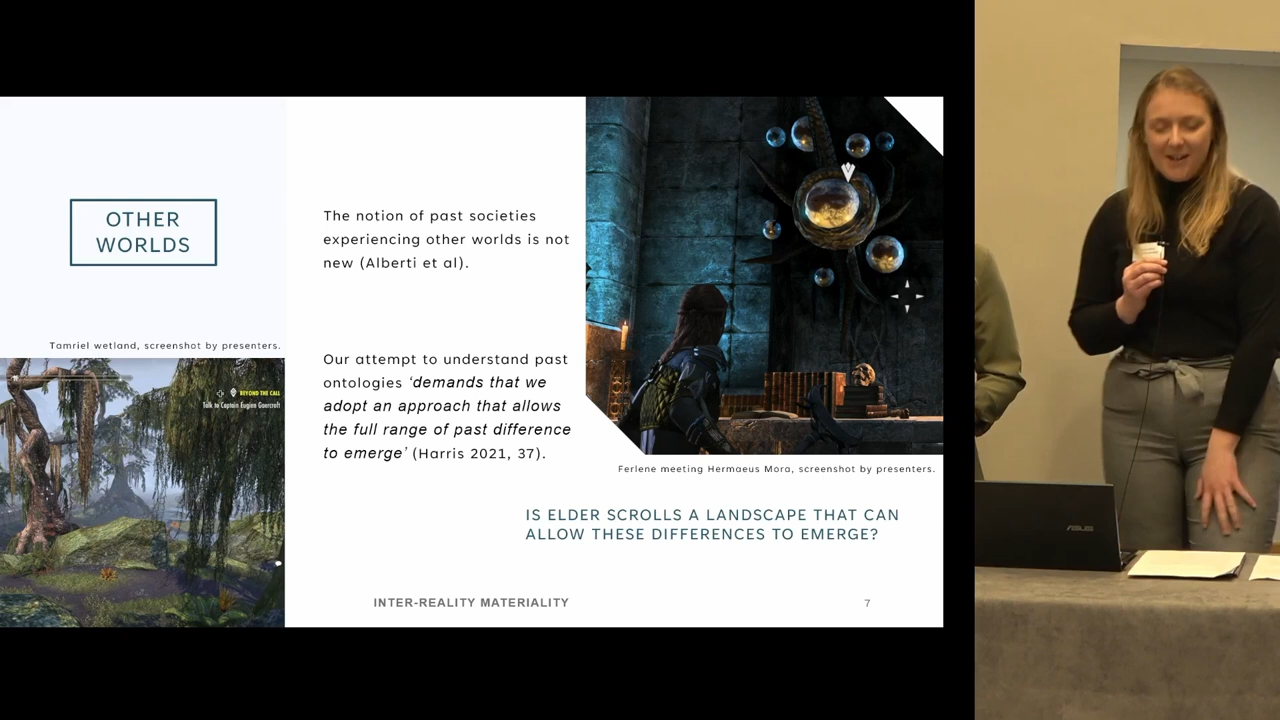 OTHER
WORLDS
Tamriel wetland, screenshot by presenters.
BEYOND THE CALL
Talk to Captain Eugien Gaercroft
The notion of past societies
experiencing other worlds is not
new (Alberti et al).
Our attempt to understand past
ontologies ‘demands that we
adopt an approach that allows
the full range of past difference
to emerge’ (Harris 2021, 37).
Ferlene meeting Hermaeus Mora, screenshot by presenters.
IS ELDER SCROLLS A LANDSCAPE THAT CAN
ALLOW THESE DIFFERENCES TO EMERGE?
INTER-REALITY MATERIALITY
7
ASUS